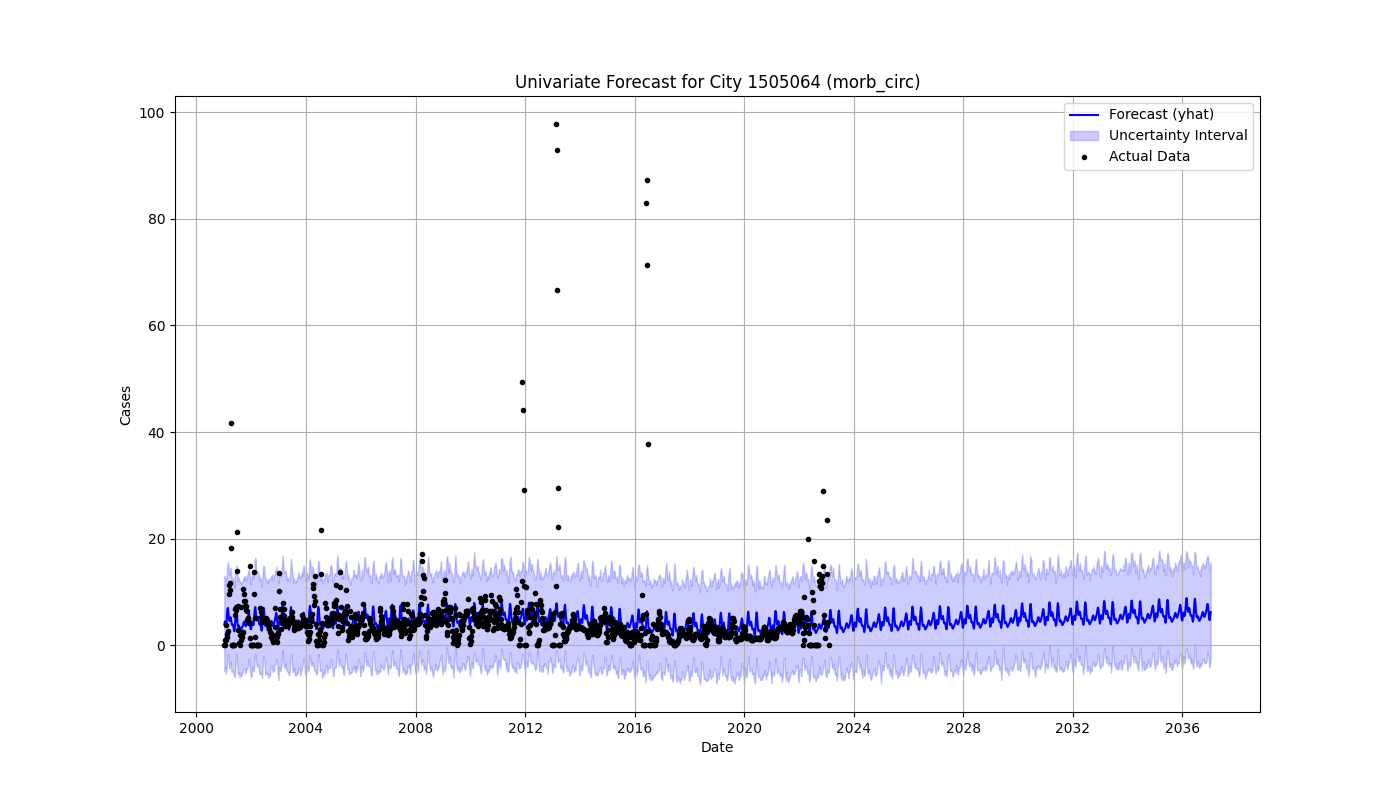 Univariate Forecast for City 1505064 (morb_circ)
Forecast (yhat)
Uncertainty Interval
Actual Data
100
80
60
40
20
0
Cases
2000 2004 2008 2012 2016 2020 2024 2028 2032 2036
Date